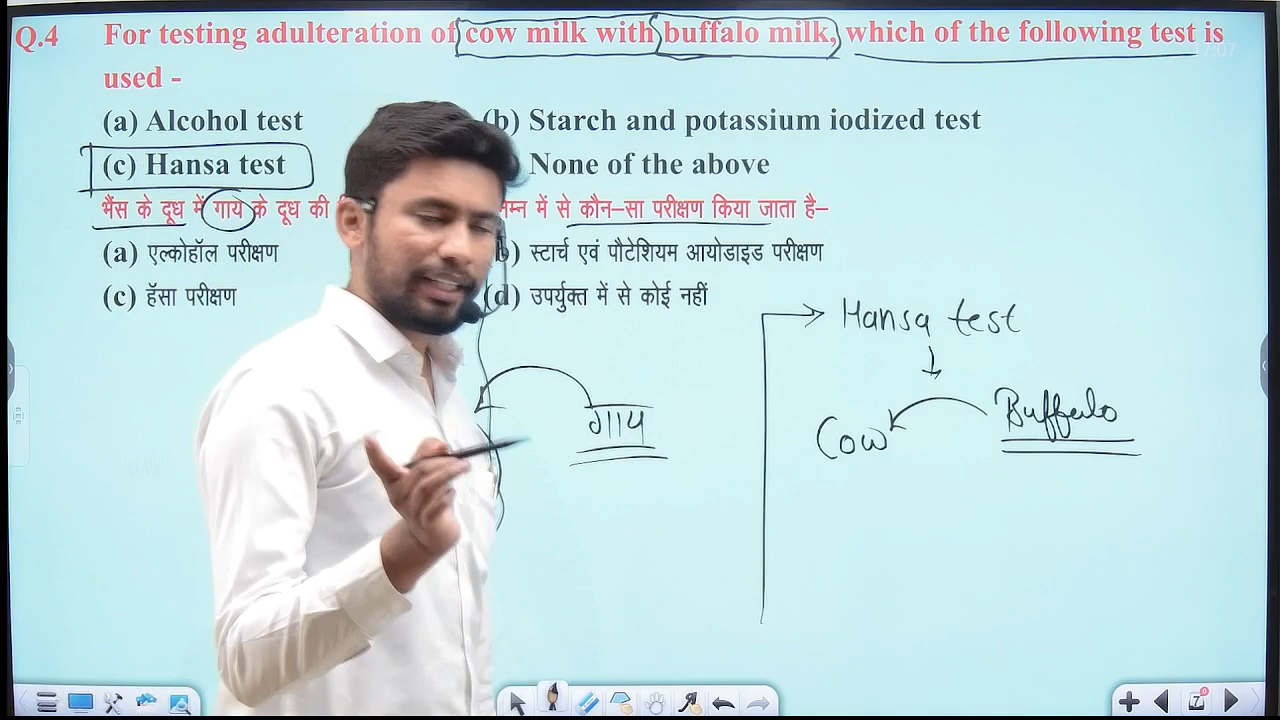 Q.4 For testing adulteration of cow milk with buffalo milk, which of the following test is
17:07
used -
(a) Alcohol test (b) Starch and potassium iodized test
(c) Hansa test None of the above
भैंस के दूध में गाय के दूध की में से कौन–सा परीक्षण किया जाता है–
(a) एल्कोहॉल परीक्षण b) स्टार्च एवं पौटेशियम आयोडाइड परीक्षण
(c) हॅसा परीक्षण (d) उपर्युक्त में से कोई नहीं
Hansa test
गाय Cow Buffalo